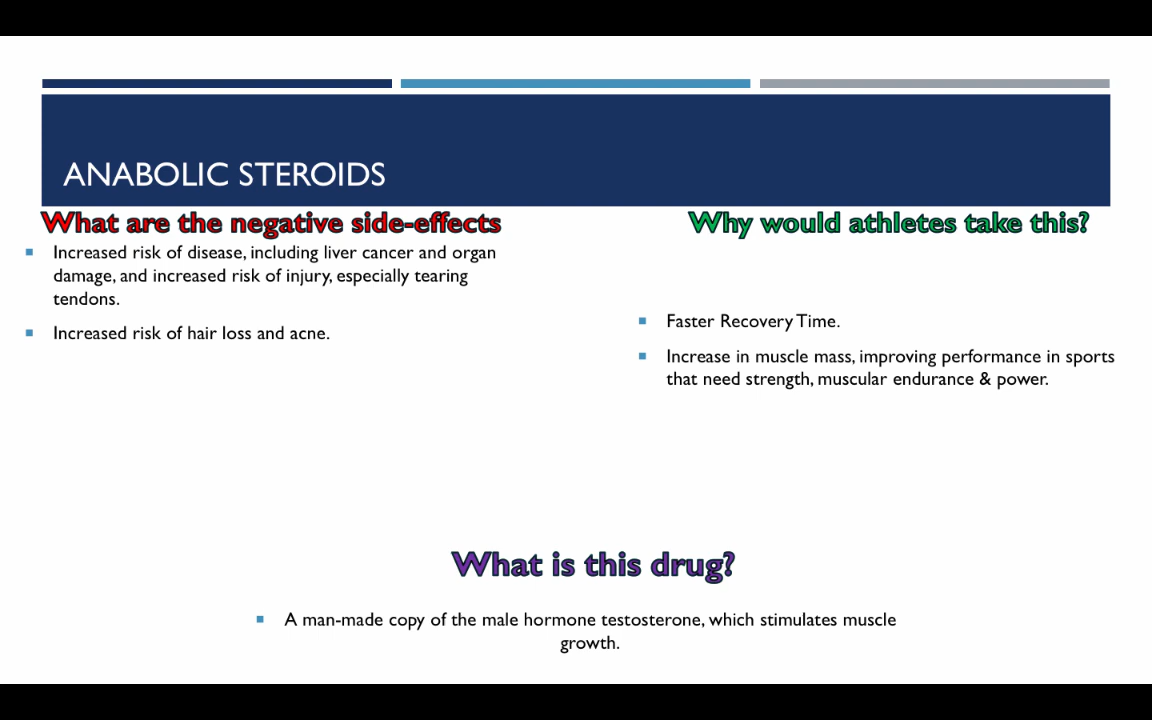 ANABOLIC STEROIDS
What are the negative side-effects
Increased risk of disease, including liver cancer and organ
damage, and increased risk of injury, especially tearing
tendons.
Increased risk of hair loss and acne.
Why would athletes take this?
Faster Recovery Time.
Increase in muscle mass, improving performance in sports
that need strength, muscular endurance & power.
What is this drug?
A man-made copy of the male hormone testosterone, which stimulates muscle
growth.